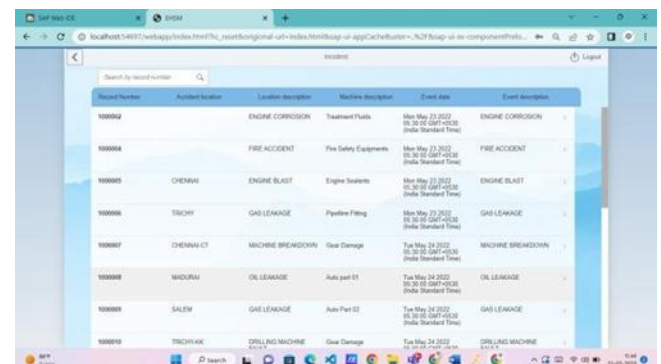 SAP Web IDE
EHSM
Incident
Logout
Search by record number
Record Number Accident location Location description Machine description Event date Event description
1000002 ENGINE CORROSION Treatment Fluids Mon May 23 2022 05:30:00 GMT+0530 (India Standard Time) ENGINE CORROSION
1000004 FIRE ACCIDENT Fire Safety Equipments Mon May 23 2022 05:30:00 GMT+0530 (India Standard Time) FIRE ACCIDENT
1000005 CHENNAI ENGINE BLAST Engine Sealents Mon May 23 2022 05:30:00 GMT+0530 (India Standard Time) ENGINE BLAST
1000006 TRICHY GAS LEAKAGE Pipeline Fitting Mon May 23 2022 05:30:00 GMT+0530 (India Standard Time) GAS LEAKAGE
1000007 CHENNAI-CT MACHINE BREAKDOWN Gear Damage Tue May 24 2022 05:30:00 GMT+0530 (India Standard Time) MACHINE BREAKDOWN
1000008 MADURAI OIL LEAKAGE Auto part 01 Tue May 24 2022 05:30:00 GMT+0530 (India Standard Time) OIL LEAKAGE
1000009 SALEM GAS LEAKAGE Auto Part 02 Tue May 24 2022 05:30:00 GMT+0530 (India Standard Time) GAS LEAKAGE
1000010 TRICHY-KK DRILLING MACHINE Gear Damage Tue May 24 2022 DRILLING MACHINE
Search